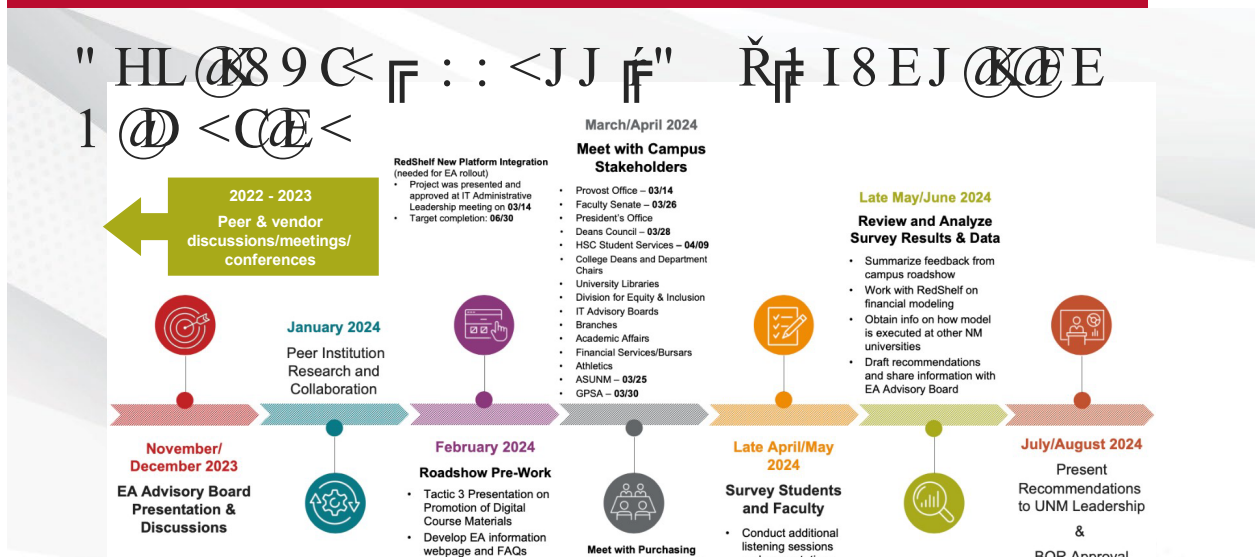 2022 - 2023
Peer & vendor
discussions/meetings/
conferences
RedShelf New Platform Integration
(needed for EA rollout)
• Project was presented and
approved at IT Administrative
Leadership meeting on 03/14
• Target completion: 06/30
March/April 2024
Meet with Campus
Stakeholders
• Provost Office – 03/14
• Faculty Senate – 03/26
• President's Office
• Deans Council – 03/28
• HSC Student Services – 04/09
• College Deans and Department
Chairs
• University Libraries
• Division for Equity & Inclusion
• IT Advisory Boards
• Branches
• Academic Affairs
• Financial Services/Bursars
• Athletics
• ASUNM – 03/25
• GPSA – 03/30
Late May/June 2024
Review and Analyze
Survey Results & Data
• Summarize feedback from
campus roadshow
• Work with RedShelf on
financial modeling
• Obtain info on how model
is executed at other NM
universities
• Draft recommendations
and share information with
EA Advisory Board
January 2024
Peer Institution
Research and
Collaboration
November/
December 2023
EA Advisory Board
Presentation &
Discussions
February 2024
Roadshow Pre-Work
• Tactic 3 Presentation on
Promotion of Digital
Course Materials
• Develop EA information
webpage and FAQs
Meet with Purchasing
Late April/May
2024
Survey Students
and Faculty
• Conduct additional
listening sessions
July/August 2024
Present
Recommendations
to UNM Leadership
&
BOR Approval